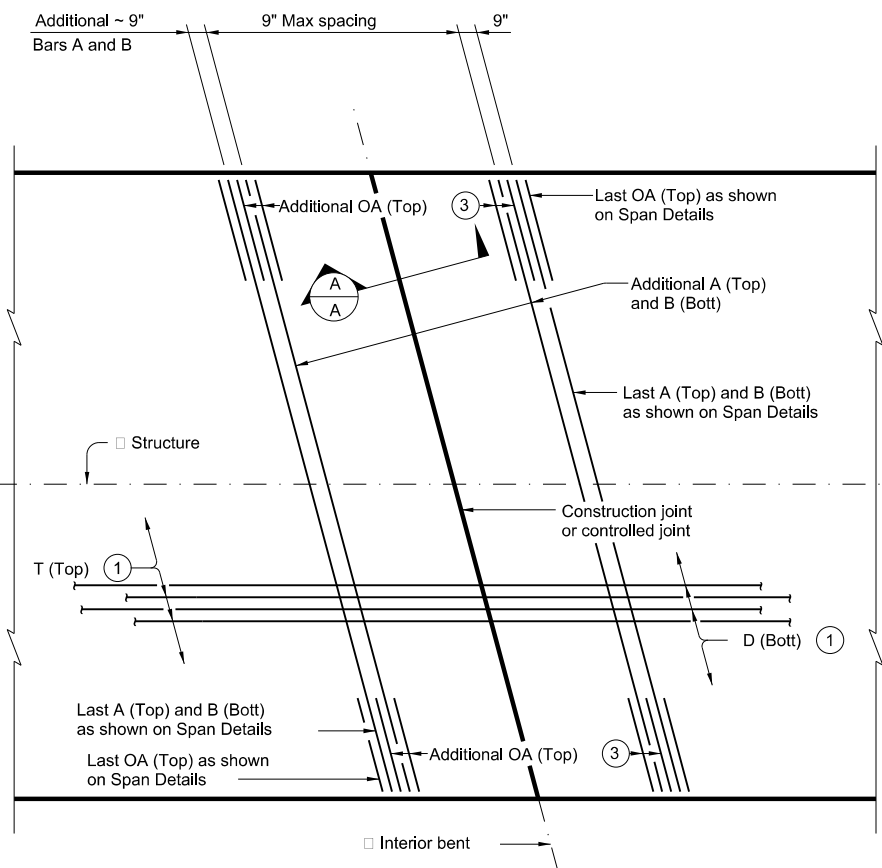 Additional ~ 9"
Bars A and B
9" Max spacing
9"
Additional OA (Top)
3
Last OA (Top) as shown
on Span Details
A
A
Additional A (Top)
and B (Bott)
Last A (Top) and B (Bott)
as shown on Span Details
□ Structure
Construction joint
or controlled joint
T (Top)
1
D (Bott)
1
Last A (Top) and B (Bott)
as shown on Span Details
Last OA (Top) as shown
on Span Details
Additional OA (Top)
3
□ Interior bent